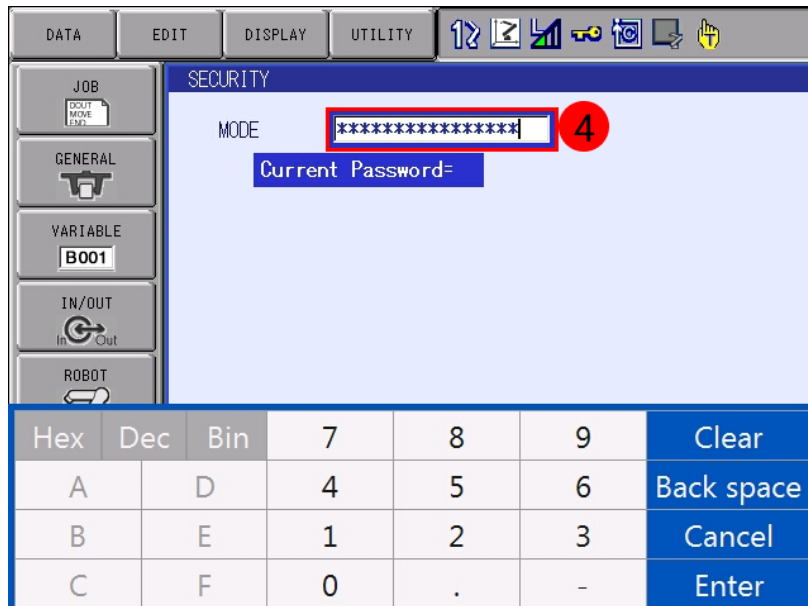 DATA EDIT DISPLAY UTILITY
JOB
DOUT
MOVE
END
GENERAL
VARIABLE
B001
IN/OUT
In Out
ROBOT
SECURITY
MODE **************** 4
Current Password=
Hex Dec Bin 7 8 9 Clear
A D 4 5 6 Back space
B E 1 2 3 Cancel
C F 0 . - Enter